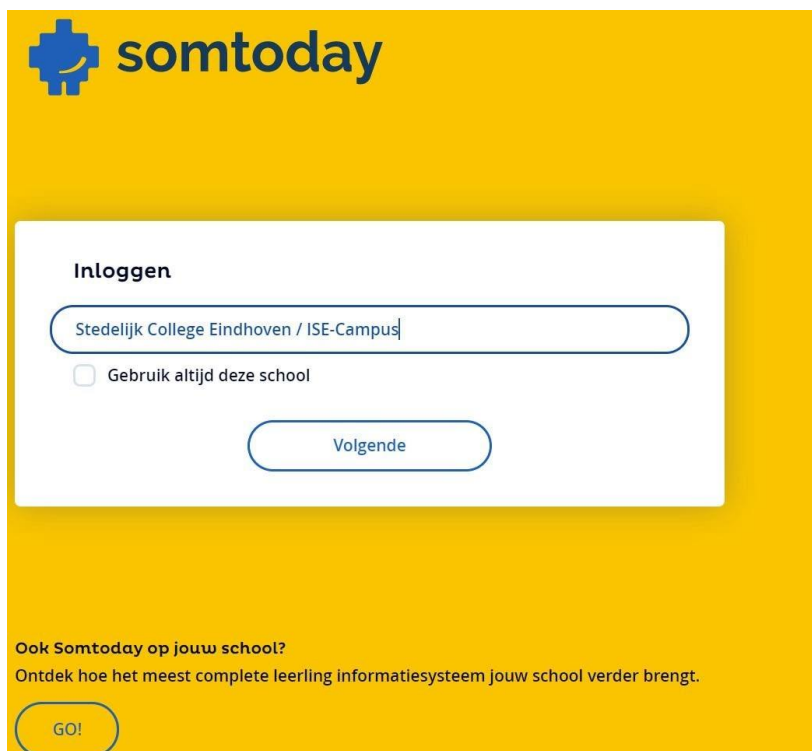 somtoday
Inloggen
Stedelijk College Eindhoven / ISE-Campus
Gebruik altijd deze school
Volgende
Ook Somtoday op jouw school?
Ontdek hoe het meest complete leerling informatiesysteem jouw school verder brengt.
GO!